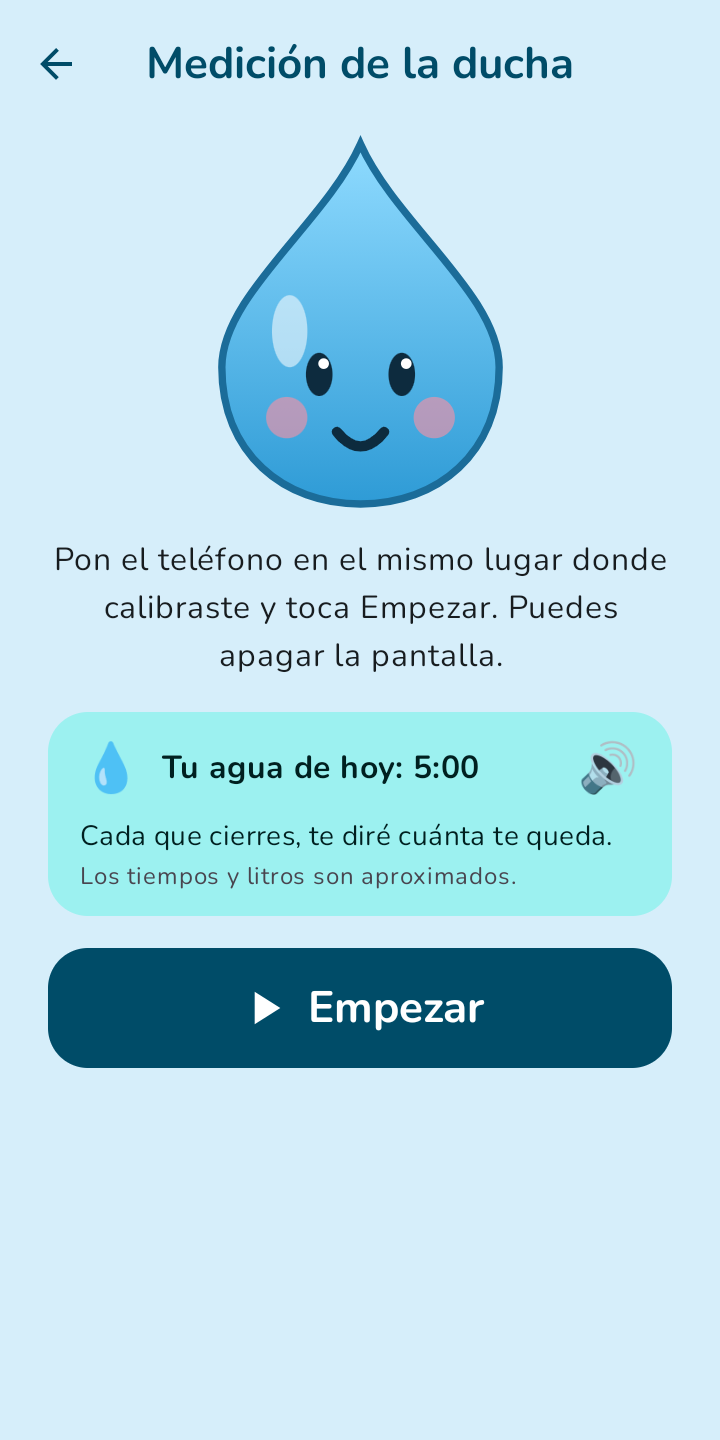 Medición de la ducha
Pon el teléfono en el mismo lugar donde
calibraste y toca Empezar. Puedes
apagar la pantalla.
Tu agua de hoy: 5:00
Cada que cierres, te diré cuánta te queda.
Los tiempos y litros son aproximados.
Empezar